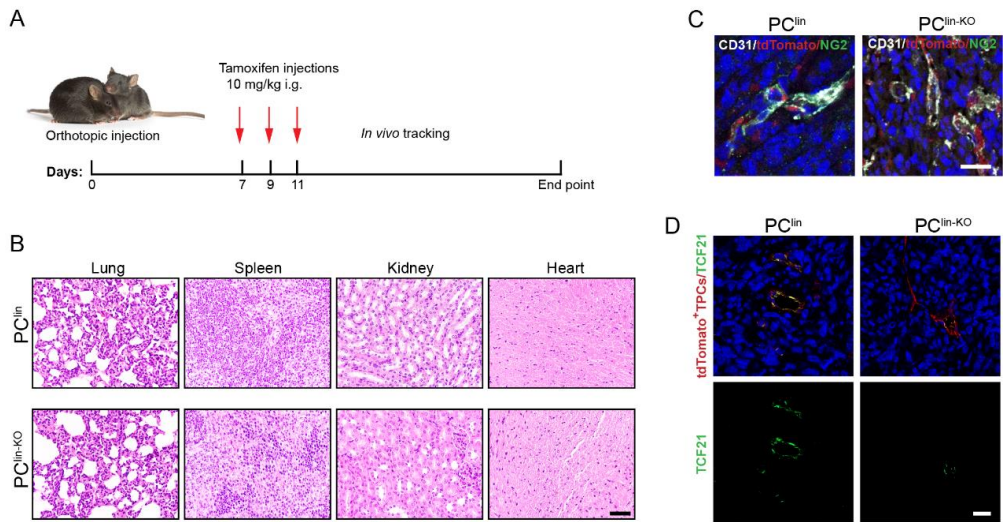 A
Tamoxifen injections
10 mg/kg i.g.
Orthotopic injection
In vivo tracking
Days:
0
7
9
11
End point
B
Lung
Spleen
Kidney
Heart
PClin
PClin-KO
C
PClin
PClin-KO
CD31/tdTomato/NG2
CD31/tdTomato/NG2
D
PClin
PClin-KO
tdTomato+TPCs/TCF21
TCF21